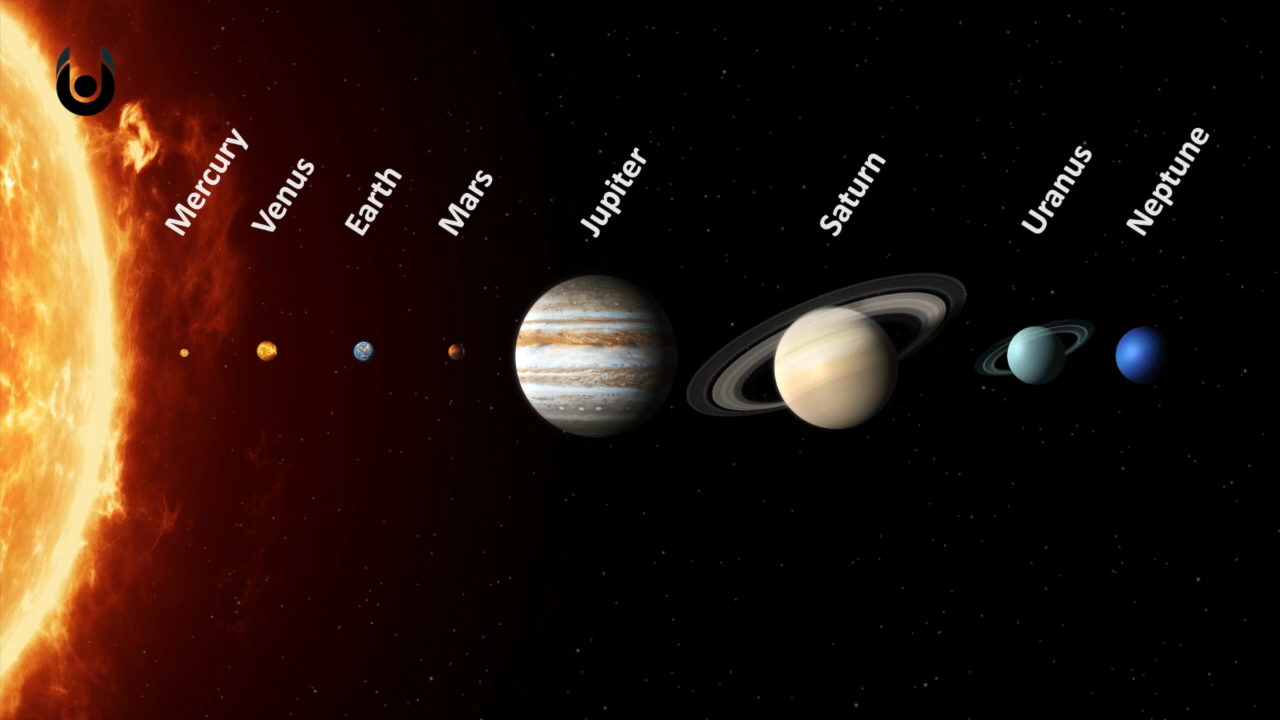 Mercury
Venus
Earth
Mars
Jupiter
Saturn
Uranus
Neptune